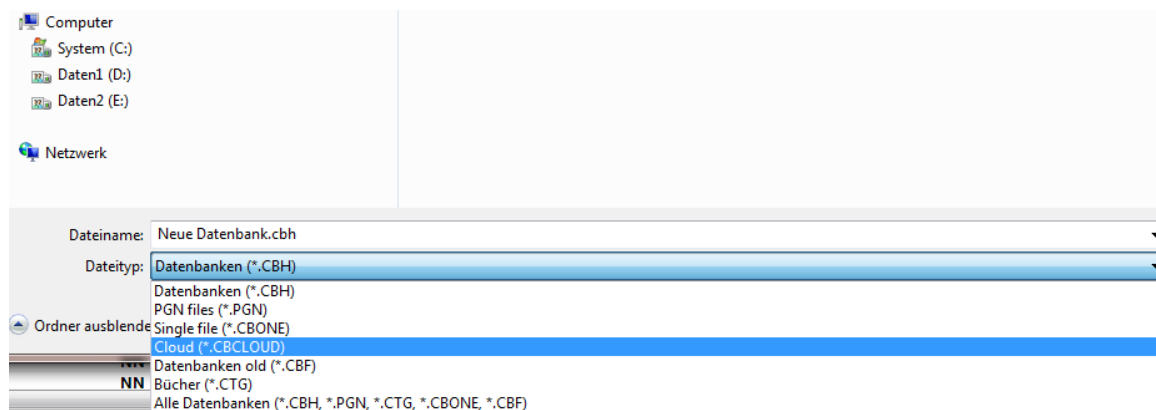 Computer
System (C:)
Daten1 (D:)
Daten2 (E:)
Netzwerk
Dateiname: Neue Datenbank.cbh
Dateityp: Datenbanken (*.CBH)
Datenbanken (*.CBH)
PGN files (*.PGN)
Ordner ausblende Single file (*.CBONE)
Cloud (*.CBCLOUD)
NN Datenbanken old (*.CBF)
NN Bücher (*.CTG)
Alle Datenbanken (*.CBH, *.PGN, *.CTG, *.CBONE, *.CBF)